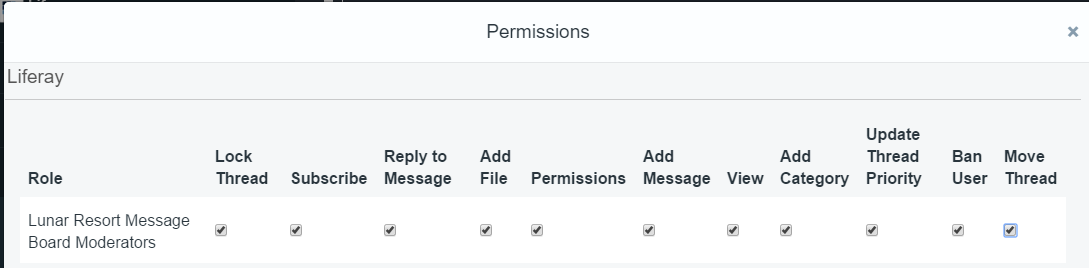 Permissions
×
Liferay
Update
Lock Reply to Add Add Add Thread Ban Move
Role Thread Subscribe Message File Permissions Message View Category Priority User Thread
Lunar Resort Message
Board Moderators